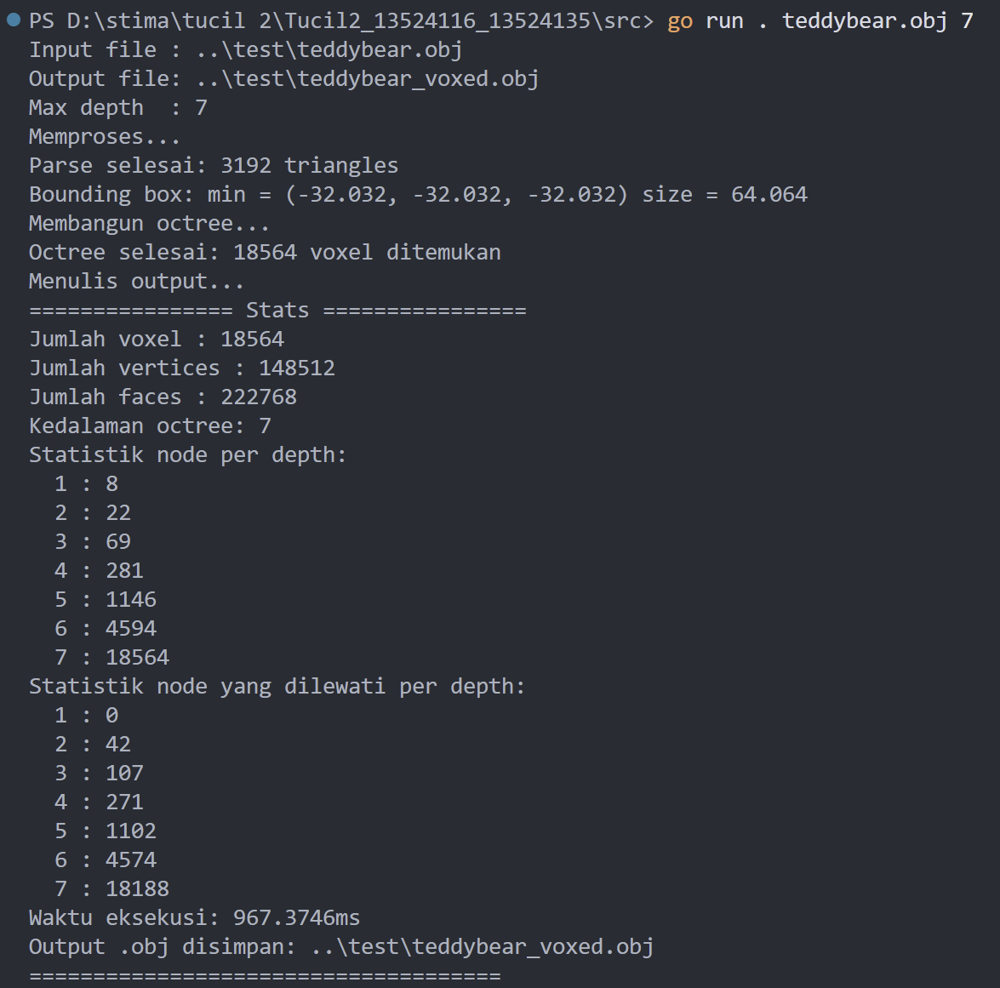 PS D:\stima\tucil 2\Tucil2_13524116_13524135\src> go run . teddybear.obj 7
Input file : ..\test\teddybear.obj
Output file: ..\test\teddybear_voxed.obj
Max depth  : 7
Memproses...
Parse selesai: 3192 triangles
Bounding box: min = (-32.032, -32.032, -32.032) size = 64.064
Membangun octree...
Octree selesai: 18564 voxel ditemukan
Menulis output...
================ Stats ================
Jumlah voxel : 18564
Jumlah vertices : 148512
Jumlah faces : 222768
Kedalaman octree: 7
Statistik node per depth:
  1 : 8
  2 : 22
  3 : 69
  4 : 281
  5 : 1146
  6 : 4594
  7 : 18564
Statistik node yang dilewati per depth:
  1 : 0
  2 : 42
  3 : 107
  4 : 271
  5 : 1102
  6 : 4574
  7 : 18188
Waktu eksekusi: 967.3746ms
Output .obj disimpan: ..\test\teddybear_voxed.obj
=====================================